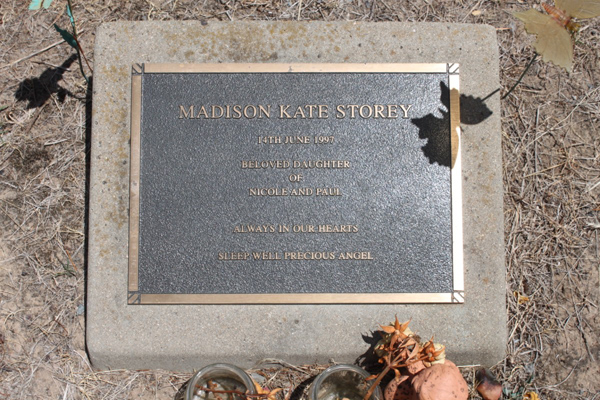 MADISON KATE STOREY
14TH JUNE 1997
BELOVED DAUGHTER
OF
NICOLE AND PAUL
ALWAYS IN OUR HEARTS
SLEEP WELL PRECIOUS ANGEL